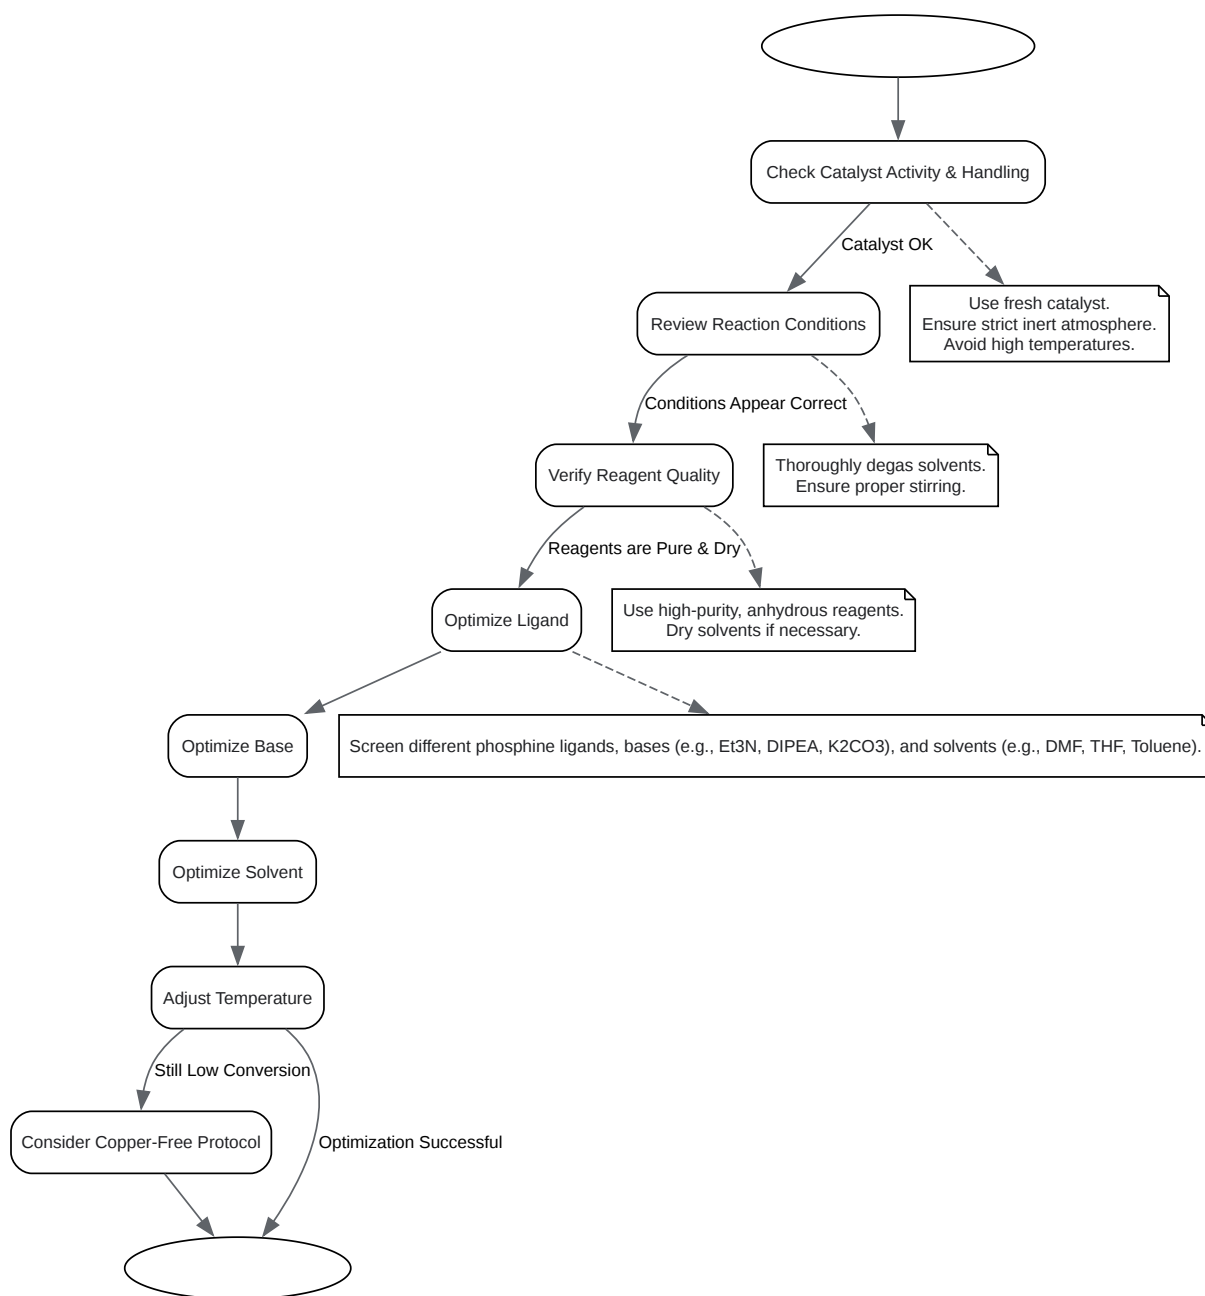 Check Catalyst Activity & Handling
Catalyst OK
Use fresh catalyst.
Ensure strict inert atmosphere.
Avoid high temperatures.
Review Reaction Conditions
Conditions Appear Correct
Thoroughly degas solvents.
Ensure proper stirring.
Verify Reagent Quality
Reagents are Pure & Dry
Use high-purity, anhydrous reagents.
Dry solvents if necessary.
Optimize Ligand
Optimize Base
Screen different phosphine ligands, bases (e.g., Et3N, DIPEA, K2CO3), and solvents (e.g., DMF, THF, Toluene).
Optimize Solvent
Adjust Temperature
Still Low Conversion
Consider Copper-Free Protocol
Optimization Successful